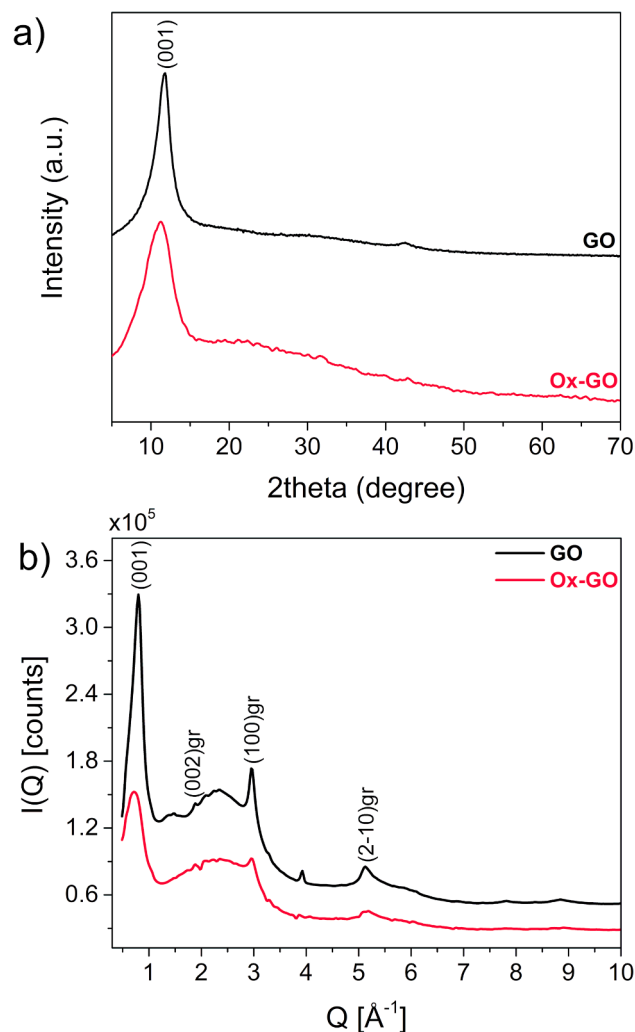 a)
(001)
Intensity (a.u.)
GO
Ox-GO
10 20 30 40 50 60 70
2theta (degree)
b)
x10⁵
(001)
GO
Ox-GO
3.6
3.0
2.4
1.8
1.2
0.6
I(Q) [counts]
(002)gr
(100)gr
(2-10)gr
1 2 3 4 5 6 7 8 9 10
Q [Å⁻¹]